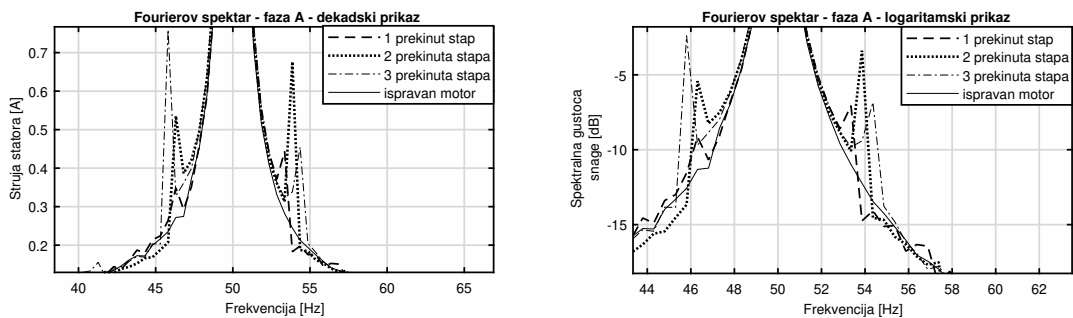 Fourierov spektar - faza A - dekadski prikaz
0.7
0.6
0.5
0.4
0.3
0.2
Struja statora [A]
40
45
50
55
60
65
Frekvencija [Hz]
1 prekinut stap
2 prekinuta stapa
3 prekinuta stapa
ispravan motor
Fourierov spektar - faza A - logaritamski prikaz
-5
-10
-15
Spektralna gustoca
snage [dB]
44
46
48
50
52
54
56
58
60
62
Frekvencija [Hz]
1 prekinut stap
2 prekinuta stapa
3 prekinuta stapa
ispravan motor